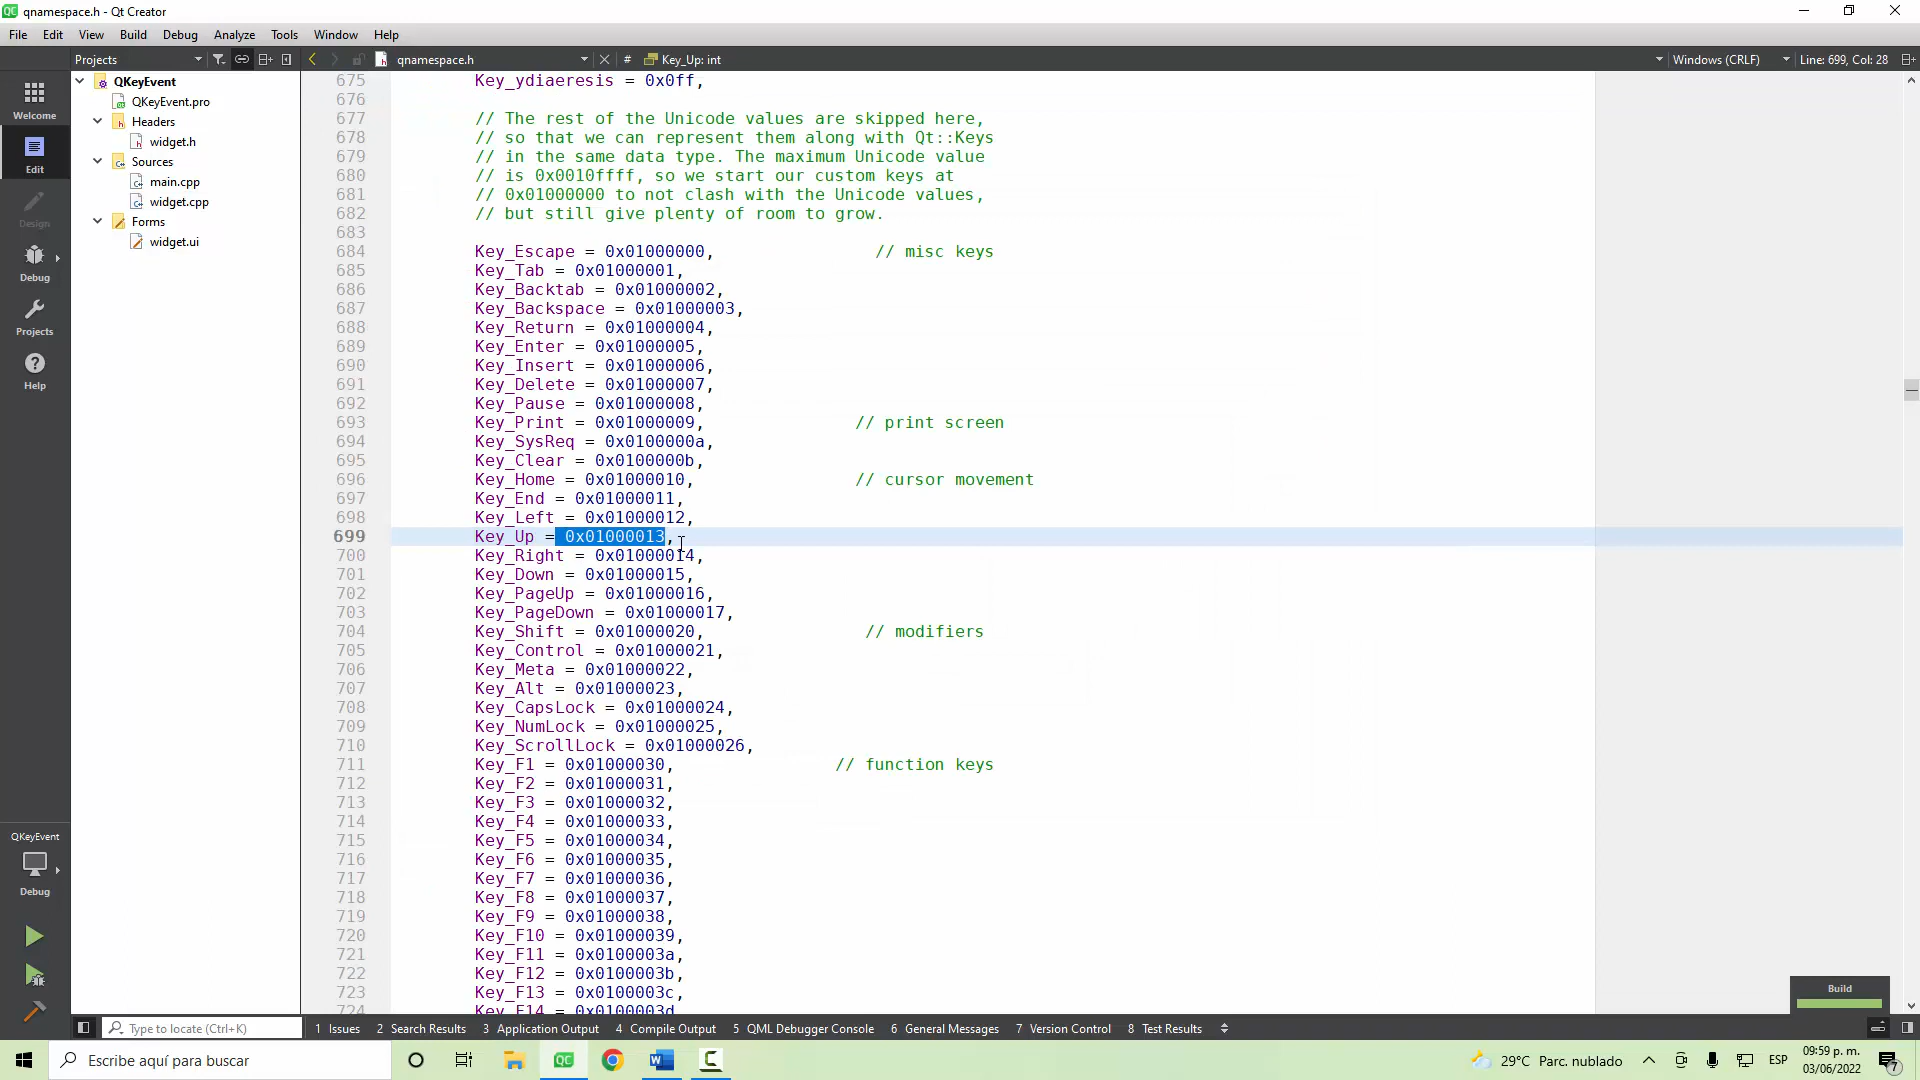 qnamespace.h - Qt Creator
File Edit View Build Debug Analyze Tools Window Help
Projects
qnamespace.h
#
Key_Up: int
Windows (CRLF)
Line: 699, Col: 28
Welcome
Edit
Design
Debug
Projects
Help
QKeyEvent
Debug
QKeyEvent
QKeyEvent.pro
Headers
widget.h
Sources
main.cpp
widget.cpp
Forms
widget.ui
675 Key_ydiaeresis = 0x0ff,
676
677 // The rest of the Unicode values are skipped here,
678 // so that we can represent them along with Qt::Keys
679 // in the same data type. The maximum Unicode value
680 // is 0x0010ffff, so we start our custom keys at
681 // 0x01000000 to not clash with the Unicode values,
682 // but still give plenty of room to grow.
683
684 Key_Escape = 0x01000000, // misc keys
685 Key_Tab = 0x01000001,
686 Key_Backtab = 0x01000002,
687 Key_Backspace = 0x01000003,
688 Key_Return = 0x01000004,
689 Key_Enter = 0x01000005,
690 Key_Insert = 0x01000006,
691 Key_Delete = 0x01000007,
692 Key_Pause = 0x01000008,
693 Key_Print = 0x01000009, // print screen
694 Key_SysReq = 0x0100000a,
695 Key_Clear = 0x0100000b,
696 Key_Home = 0x01000010, // cursor movement
697 Key_End = 0x01000011,
698 Key_Left = 0x01000012,
699 Key_Up = 0x01000013,
700 Key_Right = 0x01000014,
701 Key_Down = 0x01000015,
702 Key_PageUp = 0x01000016,
703 Key_PageDown = 0x01000017,
704 Key_Shift = 0x01000020, // modifiers
705 Key_Control = 0x01000021,
706 Key_Meta = 0x01000022,
707 Key_Alt = 0x01000023,
708 Key_CapsLock = 0x01000024,
709 Key_NumLock = 0x01000025,
710 Key_ScrollLock = 0x01000026,
711 Key_F1 = 0x01000030, // function keys
712 Key_F2 = 0x01000031,
713 Key_F3 = 0x01000032,
714 Key_F4 = 0x01000033,
715 Key_F5 = 0x01000034,
716 Key_F6 = 0x01000035,
717 Key_F7 = 0x01000036,
718 Key_F8 = 0x01000037,
719 Key_F9 = 0x01000038,
720 Key_F10 = 0x01000039,
721 Key_F11 = 0x0100003a,
722 Key_F12 = 0x0100003b,
723 Key_F13 = 0x0100003c,
724 Key_F14 = 0x0100003d
Build
Type to locate (Ctrl+K)
1 Issues 2 Search Results 3 Application Output 4 Compile Output 5 QML Debugger Console 6 General Messages 7 Version Control 8 Test Results
Escribe aquí para buscar
29°C Parc. nublado
ESP
09:59 p. m.
03/06/2022
7